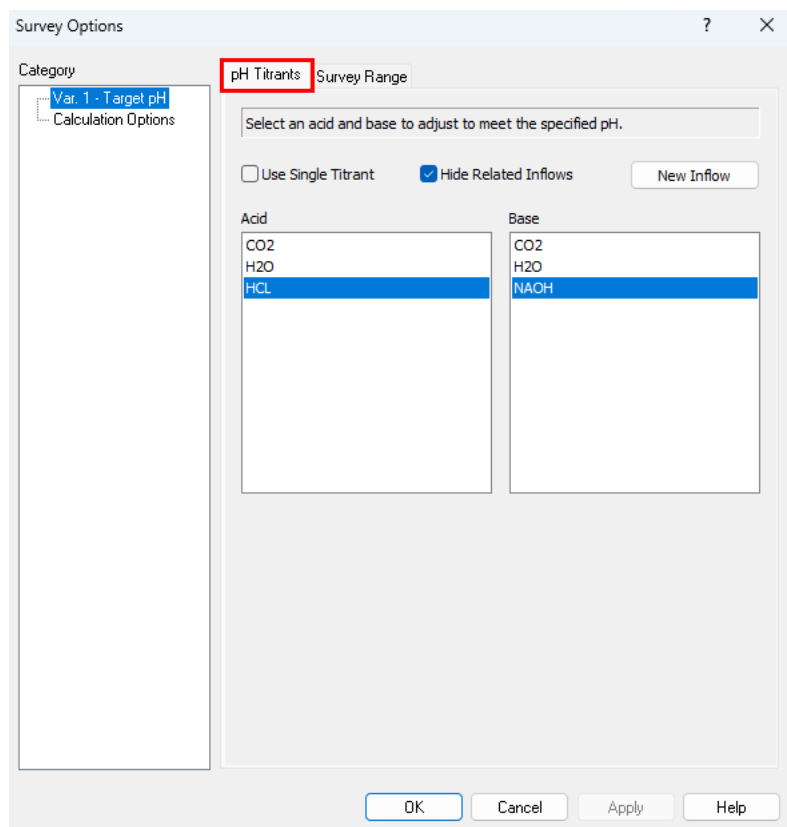 Survey Options ?
Category
Var. 1 - Target pH
Calculation Options
pH Titrants Survey Range
Select an acid and base to adjust to meet the specified pH.
Use Single Titrant Hide Related Inflows New Inflow
Acid Base
CO2 CO2
H2O H2O
HCL NAOH
OK Cancel Apply Help